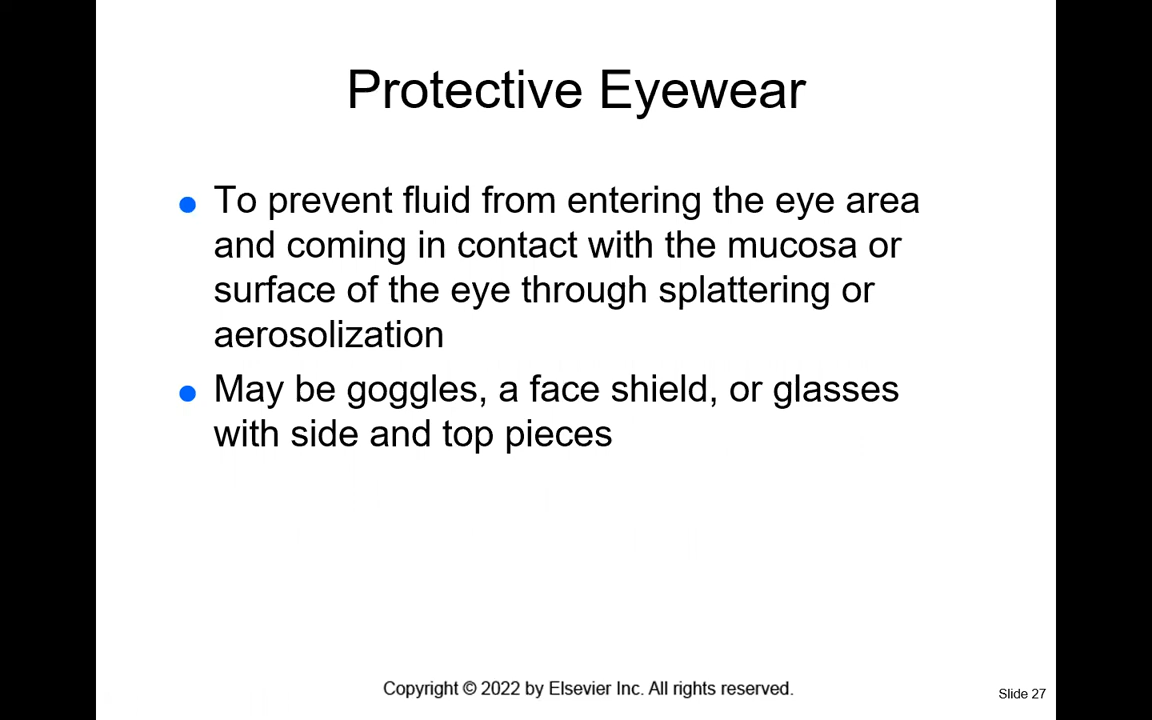 Protective Eyewear
● To prevent fluid from entering the eye area
and coming in contact with the mucosa or
surface of the eye through splattering or
aerosolization
● May be goggles, a face shield, or glasses
with side and top pieces
Copyright © 2022 by Elsevier Inc. All rights reserved.
Slide 27